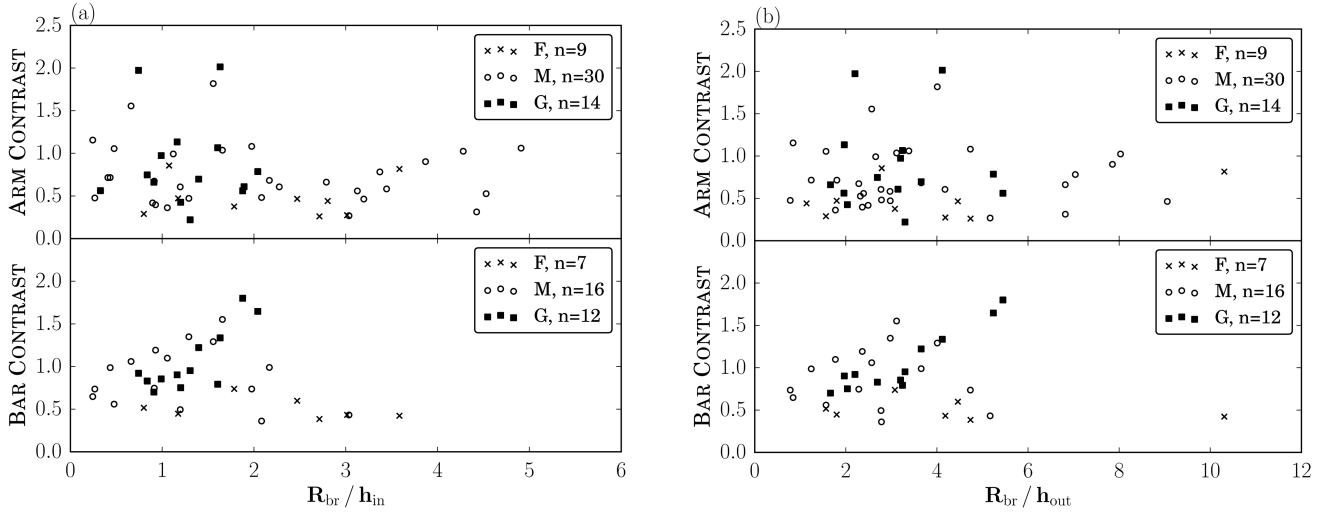 (a)
2.5
2.0
1.5
1.0
0.5
0.0
ARM CONTRAST
F, n=9
M, n=30
G, n=14
2.0
1.5
1.0
0.5
0.0
BAR CONTRAST
F, n=7
M, n=16
G, n=12
0 1 2 3 4 5 6
R_br / h_in
(b)
2.5
2.0
1.5
1.0
0.5
0.0
ARM CONTRAST
F, n=9
M, n=30
G, n=14
2.0
1.5
1.0
0.5
0.0
BAR CONTRAST
F, n=7
M, n=16
G, n=12
0 2 4 6 8 10 12
R_br / h_out